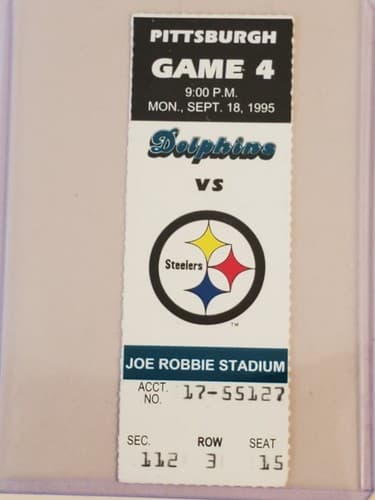 PITTSBURGH
GAME 4
9:00 P.M.
MON., SEPT. 18, 1995
Dolphins
VS
Steelers
TM
JOE ROBBIE STADIUM
ACCT. NO. 17-55127
SEC. ROW SEAT
112 3 15